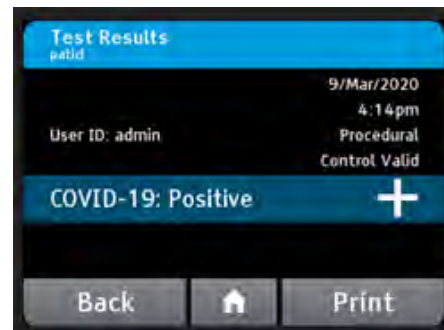 Test Results
patid
9/Mar/2020
4:14pm
User ID: admin
Procedural
Control Valid
COVID-19: Positive
Back
Print